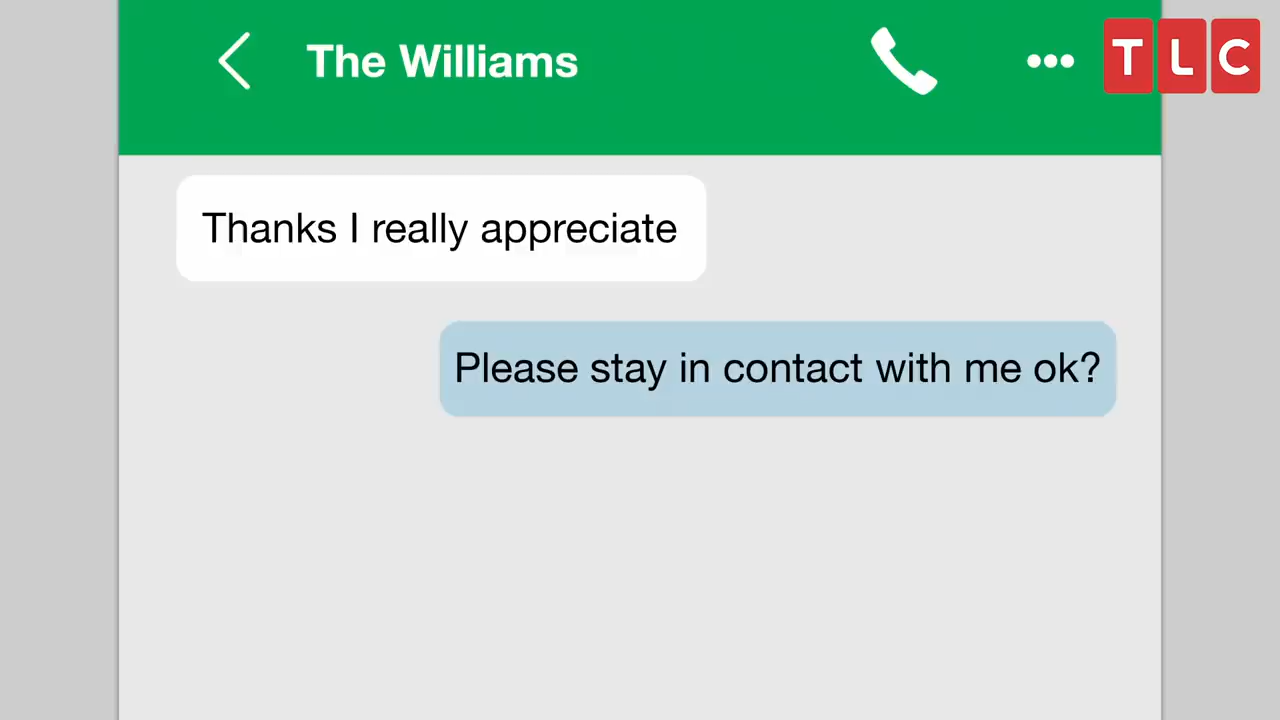 The Williams
TLC
Thanks I really appreciate
Please stay in contact with me ok?